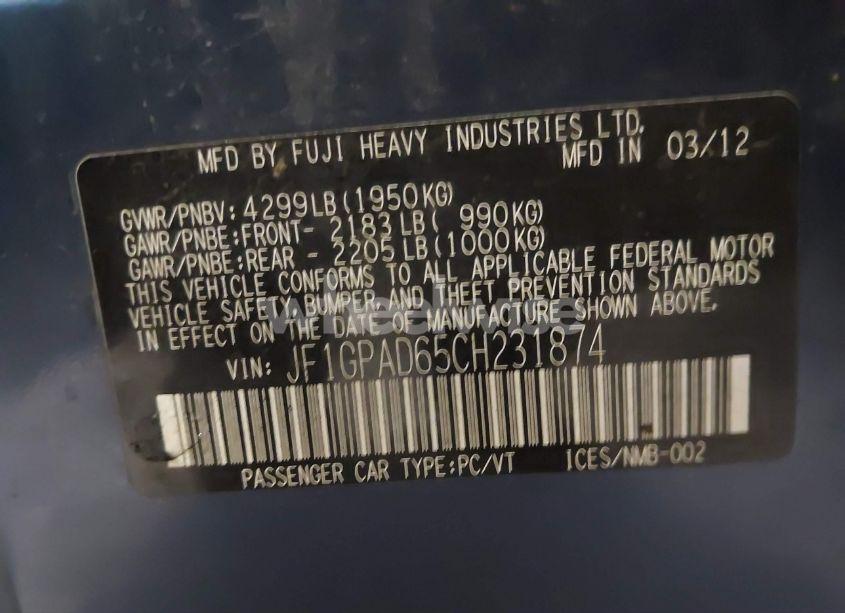 MFD BY FUJI HEAVY INDUSTRIES LTD.
MFD IN 03/12
GVWR/PNBV: 4299LB(1950KG)
GAWR/PNBE:FRONT- 2183LB( 990KG)
GAWR/PNBE:REAR - 2205LB(1000KG)
THIS VEHICLE CONFORMS TO ALL APPLICABLE FEDERAL MOTOR
VEHICLE SAFETY, BUMPER, AND THEFT PREVENTION STANDARDS
IN EFFECT ON THE DATE OF MANUFACTURE SHOWN ABOVE.
VIN: JF1GPAD65CH231874
PASSENGER CAR TYPE:PC/VT ICES/NMB-002